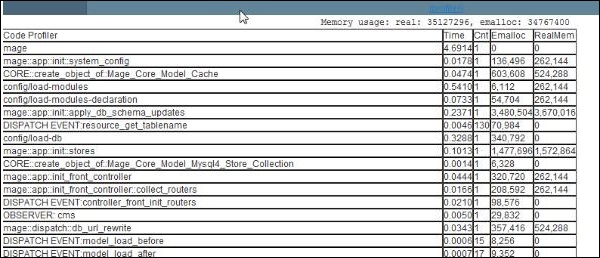 Memory usage: real: 35127296, emalloc: 34767400
Code Profiler Time Cnt Emalloc RealMem
mage 4.6914 1 0 0
mage::app::init::system_config 0.0178 1 136,496 262,144
CORE::create_object_of::Mage_Core_Model_Cache 0.0474 1 603,608 524,288
config/load-modules 0.5410 1 6,112 262,144
config/load-modules-declaration 0.0733 1 54,704 262,144
mage::app::init::apply_db_schema_updates 0.2371 1 3,480,504 3,670,016
DISPATCH EVENT:resource_get_tablename 0.0046 130 70,984 0
config/load-db 0.3288 1 340,792 0
mage::app::init::stores 0.1013 1 1,477,696 1,572,864
CORE::create_object_of::Mage_Core_Model_Mysql4_Store_Collection 0.0014 1 6,328 0
mage::app::init_front_controller 0.0444 1 320,720 262,144
mage::app::init_front_controller::collect_routers 0.0166 1 208,592 262,144
DISPATCH EVENT:controller_front_init_routers 0.0210 1 98,576 0
OBSERVER: cms 0.0050 1 29,832 0
mage::dispatch::db_url_rewrite 0.0343 1 357,416 524,288
DISPATCH EVENT:model_load_before 0.0006 15 8,256 0
DISPATCH EVENT:model_load_after 0.0007 17 9,352 0